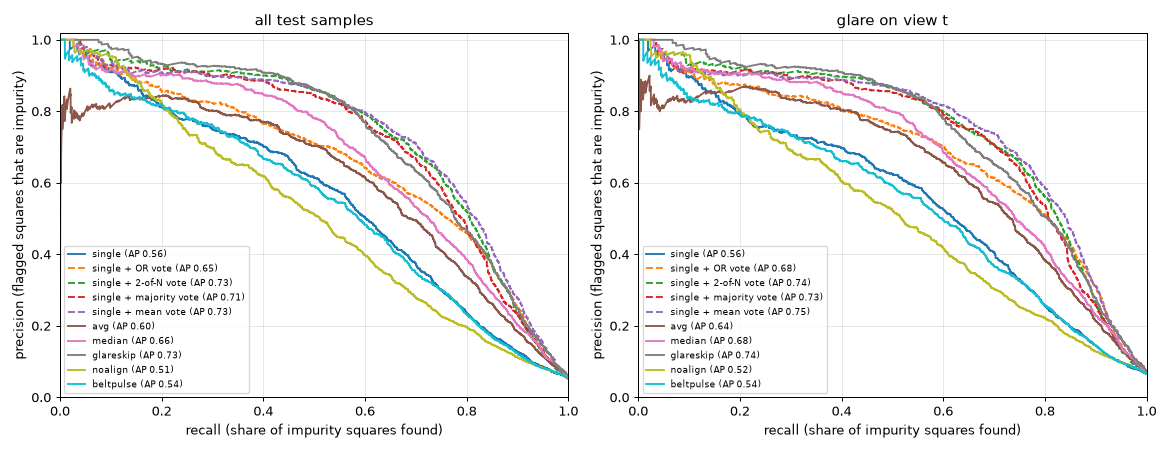 all test samples
precision (flagged squares that are impurity)
1.0
0.8
0.6
0.4
0.2
0.0
single (AP 0.56)
single + OR vote (AP 0.65)
single + 2-of-N vote (AP 0.73)
single + majority vote (AP 0.71)
single + mean vote (AP 0.73)
avg (AP 0.60)
median (AP 0.66)
glareskip (AP 0.73)
noalign (AP 0.51)
beltpulse (AP 0.54)
0.0 0.2 0.4 0.6 0.8 1.0
recall (share of impurity squares found)
glare on view t
precision (flagged squares that are impurity)
1.0
0.8
0.6
0.4
0.2
0.0
single (AP 0.56)
single + OR vote (AP 0.68)
single + 2-of-N vote (AP 0.74)
single + majority vote (AP 0.73)
single + mean vote (AP 0.75)
avg (AP 0.64)
median (AP 0.68)
glareskip (AP 0.74)
noalign (AP 0.52)
beltpulse (AP 0.54)
0.0 0.2 0.4 0.6 0.8 1.0
recall (share of impurity squares found)